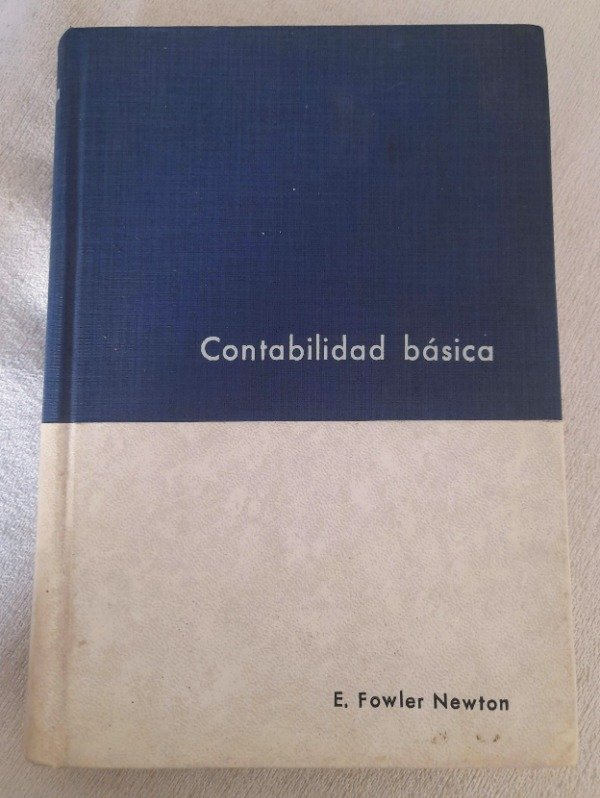 Contabilidad básica
E. Fowler Newton